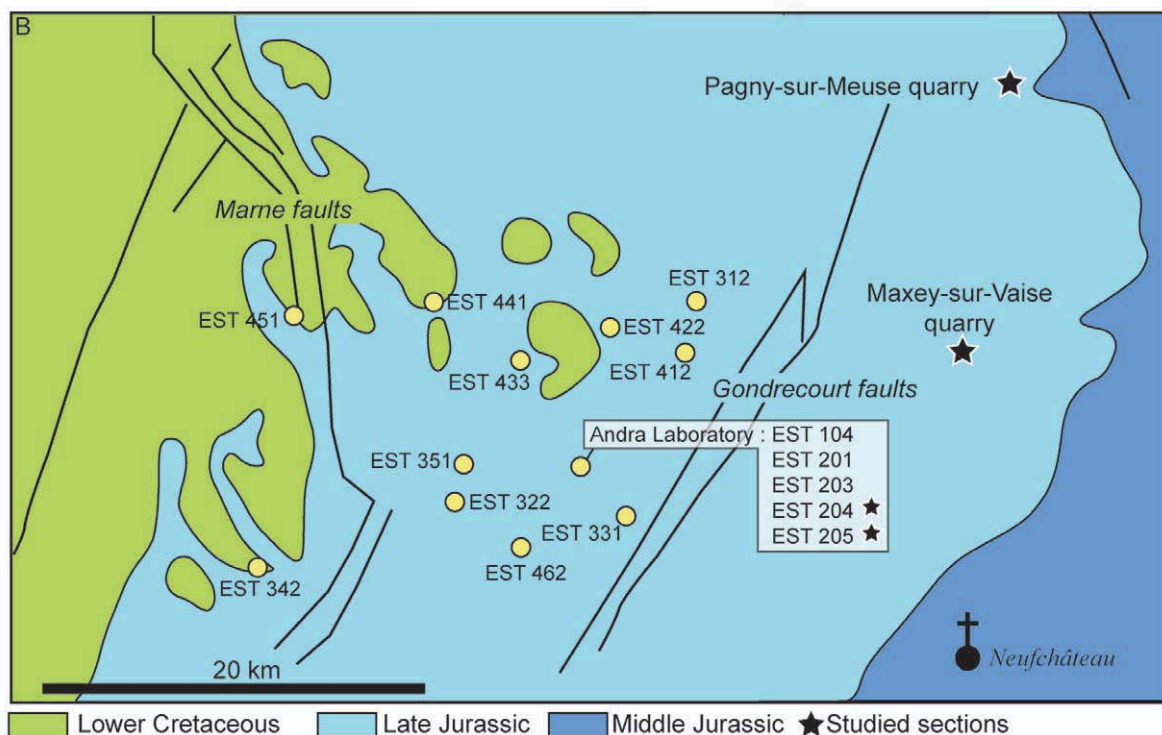 B
Pagny-sur-Meuse quarry
Marne faults
EST 312
EST 441
Maxey-sur-Vaise
quarry
EST 451
EST 422
EST 433
EST 412
Gondrecourt faults
Andra Laboratory : EST 104
EST 201
EST 203
EST 204
EST 205
EST 351
EST 322
EST 331
EST 462
EST 342
20 km
Neufchâteau
Lower Cretaceous Late Jurassic Middle Jurassic Studied sections